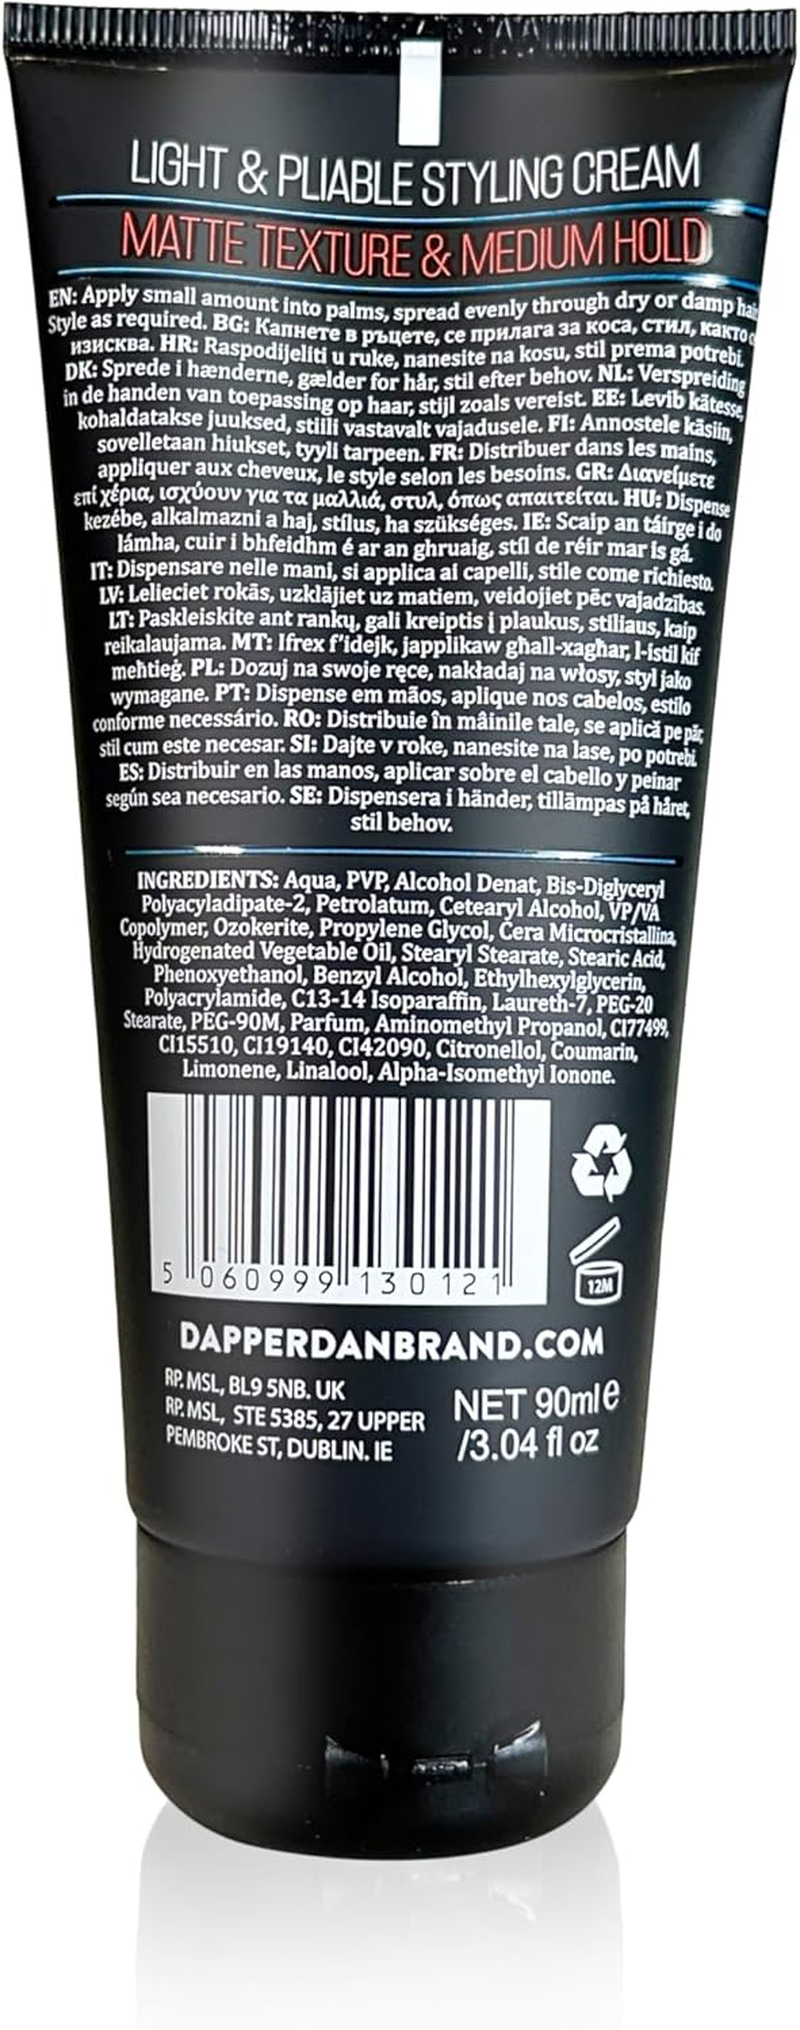 LIGHT & PLIABLE STYLING CREAM
MATTE TEXTURE & MEDIUM HOLD
EN: Apply small amount into palms, spread evenly through dry or damp hair.
Style as required. BG: Капнете в ръцете, се прилага за коса, стил, както
изисква. HR: Raspodijeliti u ruke, nanesite na kosu, stil prema potrebi.
DK: Sprede i hænderne, gælder for hår, stil efter behov. NL: Verspreiding
in de handen van toepassing op haar, stijl zoals vereist. EE: Levib kätesse,
kohaldatakse juuksed, stiili vastavalt vajadusele. FI: Annostele käsiin,
sovelletaan hiukset, tyyli tarpeen. FR: Distribuer dans les mains,
appliquer aux cheveux, le style selon les besoins. GR: Διανείμετε
επί χέρια, ισχύουν για τα μαλλιά, στυλ, όπως απαιτείται. HU: Dispense
kezébe, alkalmazni a haj, stílus, ha szükséges. IE: Scaip an táirge i do
lámha, cuir i bhfeidhm é ar an ghruaig, stíl de réir mar is gá.
IT: Dispensare nelle mani, si applica ai capelli, stile come richiesto.
LV: Lelieciet rokās, uzklājiet uz matiem, veidojiet pēc vajadzības.
LT: Paskleiskite ant rankų, gali kreiptis į plaukus, stiliaus, kaip
reikalaujama. MT: Ifrex f'idejk, japplikaw għall-xagħar, l-istil kif
meħtieġ. PL: Dozuj na swoje ręce, nakładaj na włosy, styl jako
wymagane. PT: Dispense em mãos, aplique nos cabelos, estilo
conforme necessário. RO: Distribuie în mâinile tale, se aplică pe păr,
stil cum este necesar. SI: Dajte v roke, nanesite na lase, po potrebi.
ES: Distribuir en las manos, aplicar sobre el cabello y peinar
según sea necesario. SE: Dispensera i händer, tillämpas på håret,
stil behov.
INGREDIENTS: Aqua, PVP, Alcohol Denat, Bis-Diglyceryl
Polyacyladipate-2, Petrolatum, Cetearyl Alcohol, VP/VA
Copolymer, Ozokerite, Propylene Glycol, Cera Microcristallina,
Hydrogenated Vegetable Oil, Stearyl Stearate, Stearic Acid,
Phenoxyethanol, Benzyl Alcohol, Ethylhexylglycerin,
Polyacrylamide, C13-14 Isoparaffin, Laureth-7, PEG-20
Stearate, PEG-90M, Parfum, Aminomethyl Propanol, CI77499,
CI15510, CI19140, CI42090, Citronellol, Coumarin,
Limonene, Linalool, Alpha-Isomethyl Ionone.
5 060999 130121
12M
DAPPERDANBRAND.COM
RP. MSL, BL9 5NB. UK
RP. MSL, STE 5385, 27 UPPER
PEMBROKE ST, DUBLIN. IE
NET 90ml e
/3.04 fl oz